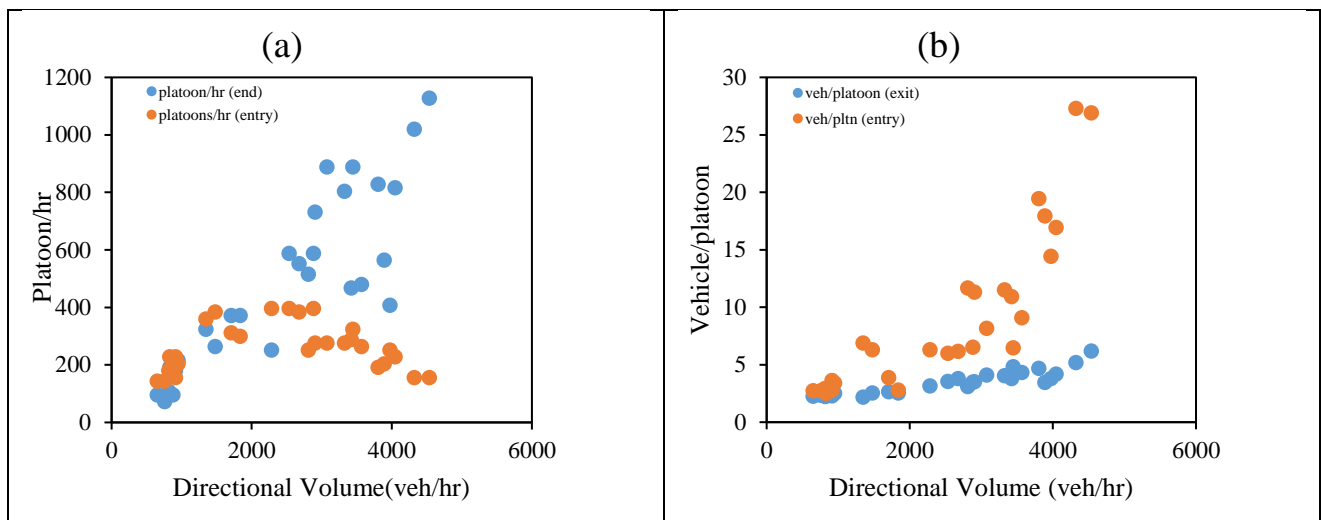 (a)
1200
1000
800
600
400
200
0
Platoon/hr
platoon/hr (end)
platoons/hr (entry)
0 2000 4000 6000
Directional Volume(veh/hr)
(b)
30
25
20
15
10
5
0
Vehicle/platoon
veh/platoon (exit)
veh/pltn (entry)
0 2000 4000 6000
Directional Volume (veh/hr)